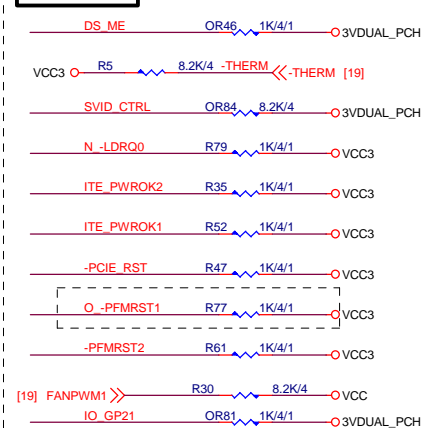 DS_ME OR46 1K/4/1 3VDUAL_PCH
VCC3 R5 8.2K/4 -THERM -THERM [19]
SVID_CTRL OR84 8.2K/4 3VDUAL_PCH
N_-LDRQ0 R79 1K/4/1 VCC3
ITE_PWROK2 R35 1K/4/1 VCC3
ITE_PWROK1 R52 1K/4/1 VCC3
-PCIE_RST R47 1K/4/1 VCC3
O_-PFMRST1 R77 1K/4/1 VCC3
-PFMRST2 R61 1K/4/1 VCC3
[19] FANPWM1 R30 8.2K/4 VCC
IO_GP21 OR81 1K/4/1 3VDUAL_PCH